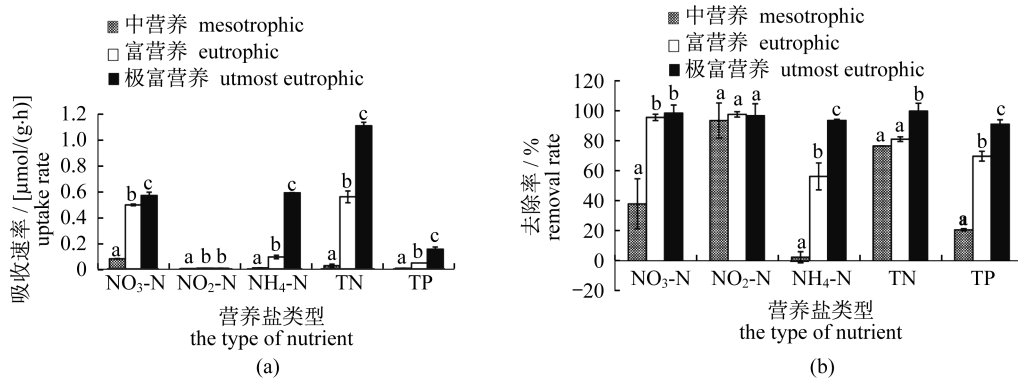 中营养 mesotrophic
富营养 eutrophic
极富营养 utmost eutrophic
吸收速率 / [μmol/(g·h)]
uptake rate
1.2
1.0
0.8
0.6
0.4
0.2
0
a b c
a b b
a b c
a b c
a b c
NO₃-N NO₂-N NH₄-N TN TP
营养盐类型
the type of nutrient
(a)
中营养 mesotrophic
富营养 eutrophic
极富营养 utmost eutrophic
去除率 / %
removal rate
120
100
80
60
40
20
0
−20
a b b
a a a
a b c
a a b
a b c
NO₃-N NO₂-N NH₄-N TN TP
营养盐类型
the type of nutrient
(b)